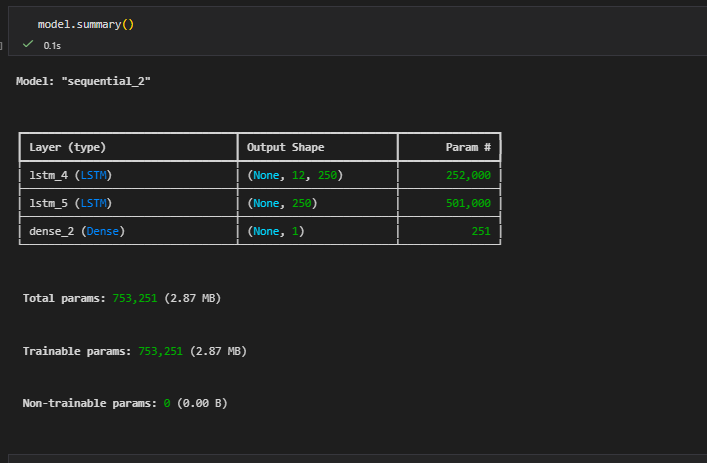 model.summary()
0.1s
Model: "sequential_2"
Layer (type) Output Shape Param #
lstm_4 (LSTM) (None, 12, 250) 252,000
lstm_5 (LSTM) (None, 250) 501,000
dense_2 (Dense) (None, 1) 251
Total params: 753,251 (2.87 MB)
Trainable params: 753,251 (2.87 MB)
Non-trainable params: 0 (0.00 B)